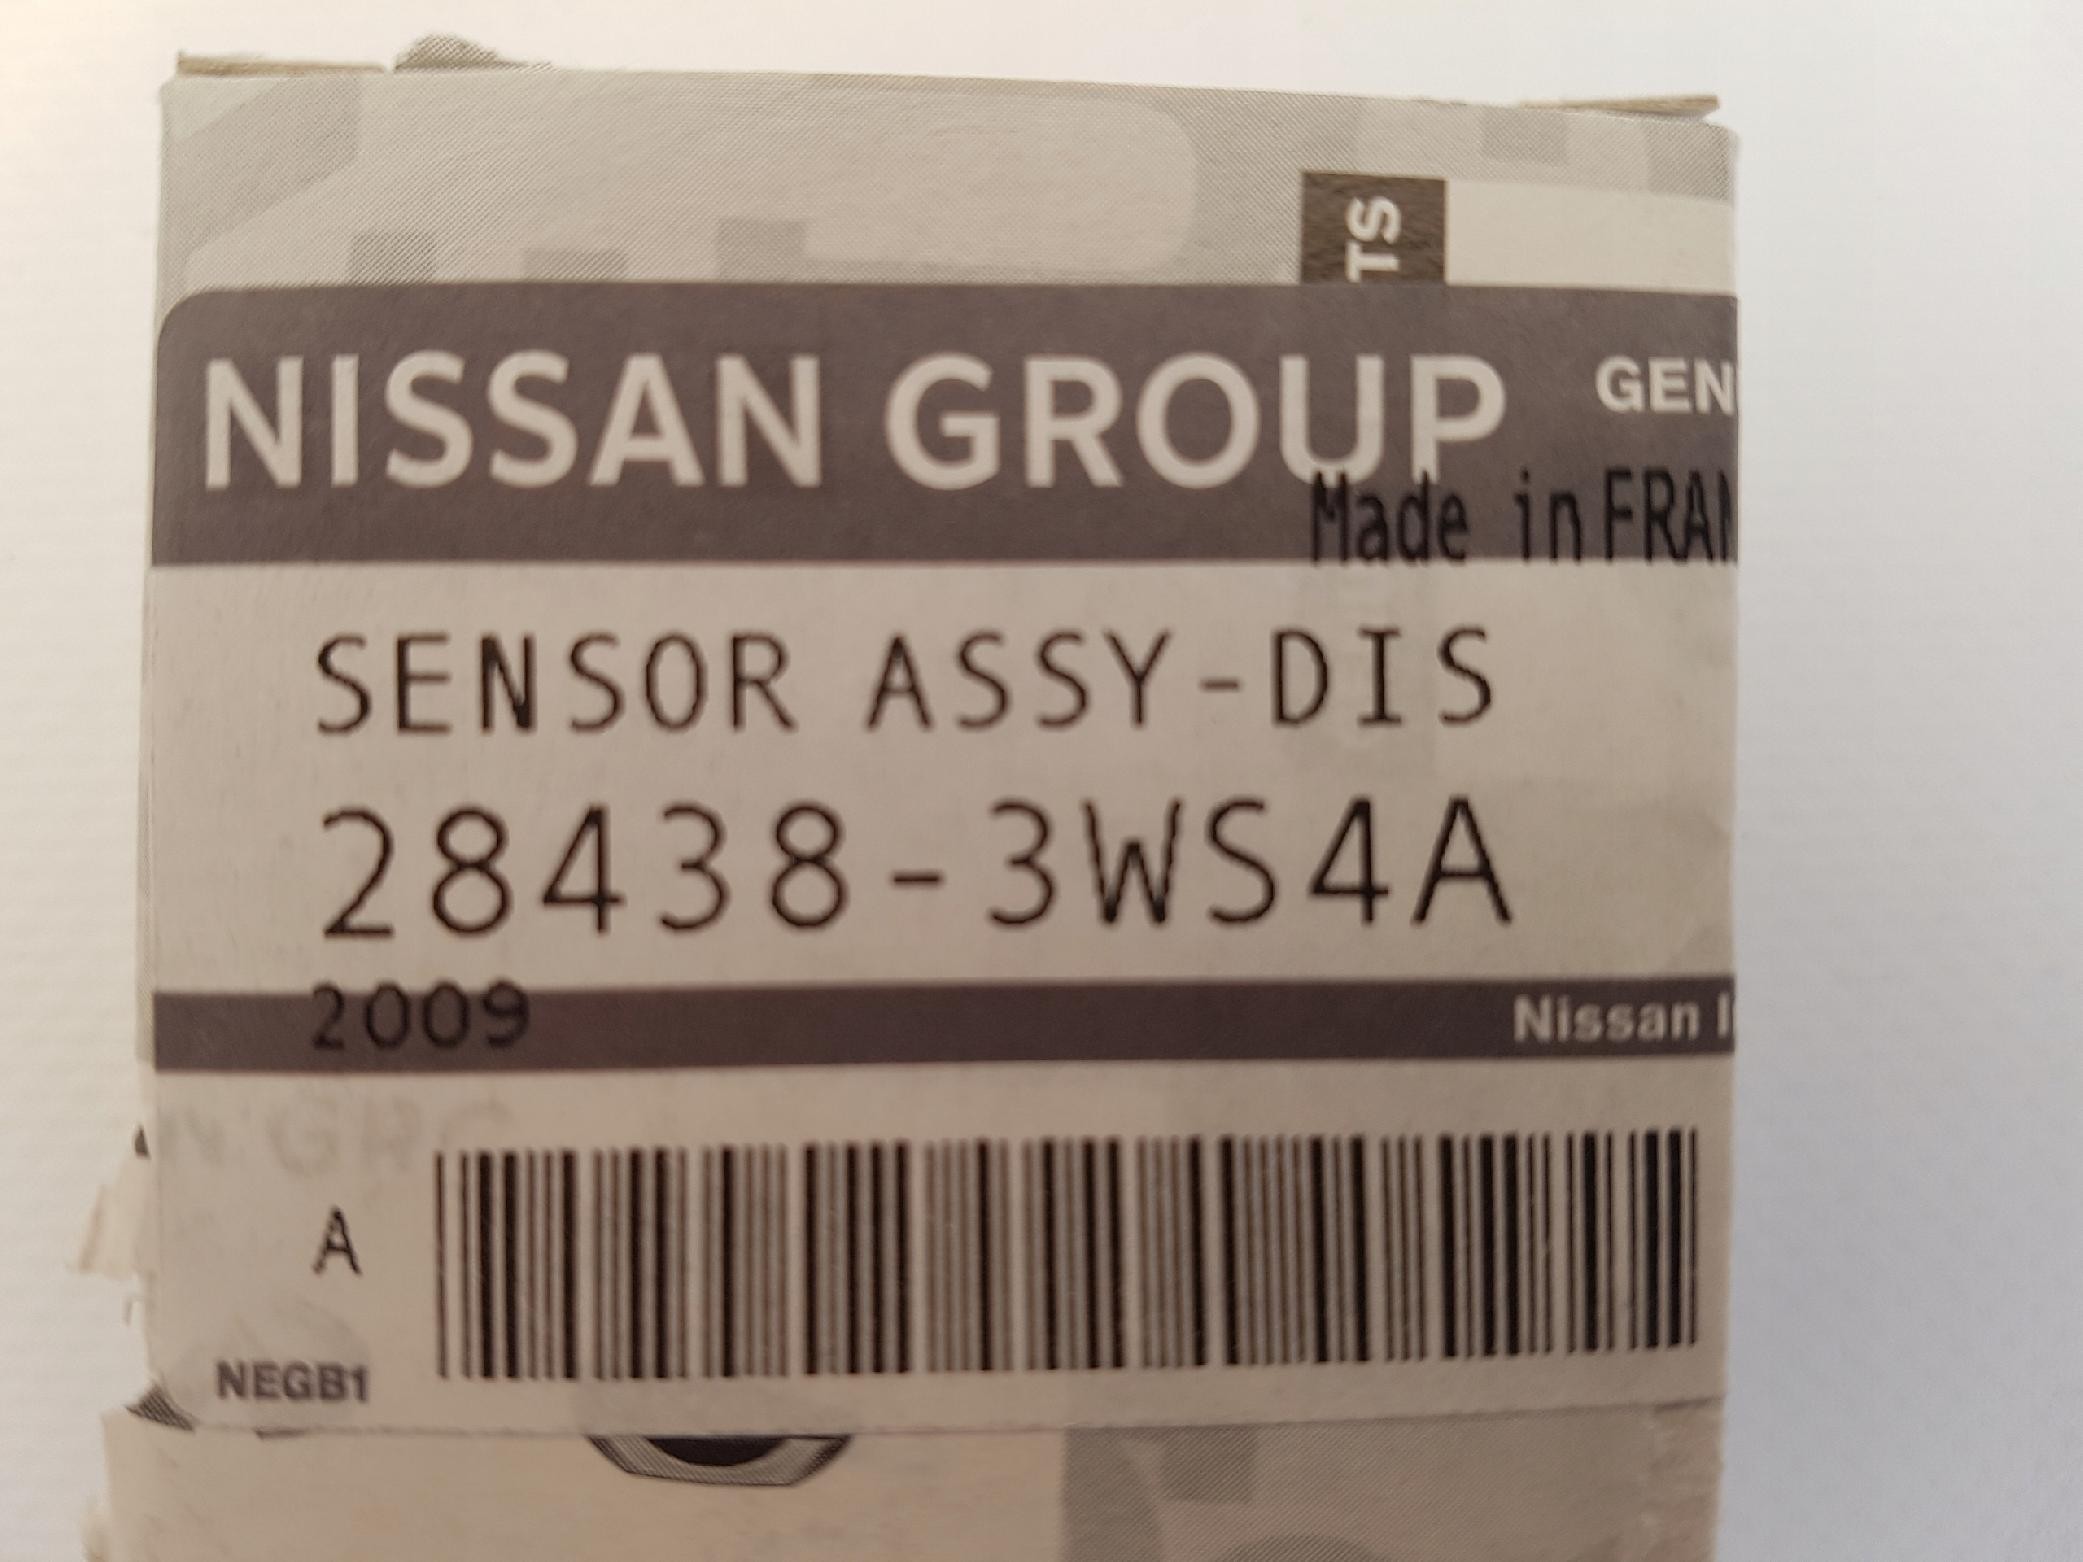 TS
NISSAN GROUP GEN
Made in FRAN
SENSOR ASSY-DIS
28438-3WS4A
2009
Nissan I
A
NEGB1